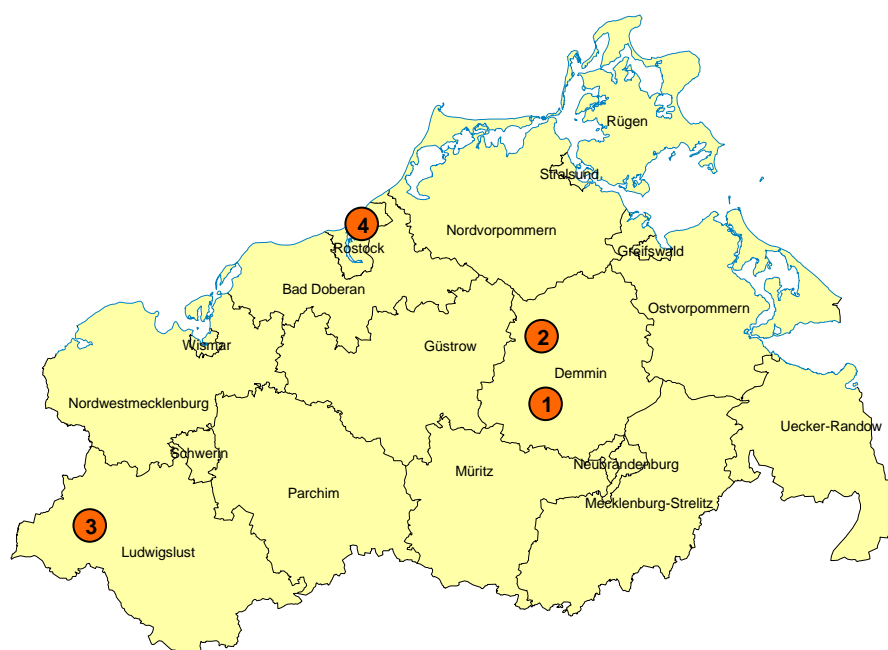 Rügen
Stralsund
4
Nordvorpommern
Rostock
Greifswald
Bad Doberan
Ostvorpommern
2
Wismar
Güstrow
Demmin
Nordwestmecklenburg
1
Uecker-Randow
Schwerin
Müritz
Neubrandenburg
Parchim
Mecklenburg-Strelitz
3
Ludwigslust